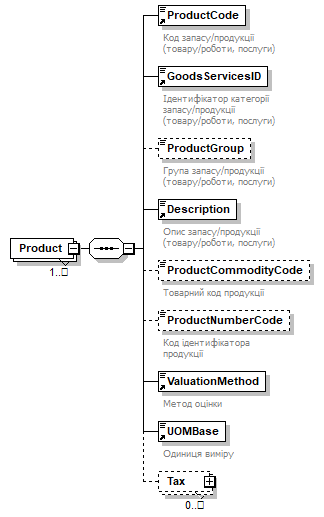 ProductCode
Код запасу/продукції
(товару/роботи, послуги)
GoodsServicesID
Ідентифікатор категорії
запасу/продукції
(товару/роботи, послуги)
ProductGroup
Група запасу/продукції
(товару/роботи, послуги)
Description
Опис запасу/продукції
(товару/роботи, послуги)
Product
1..
ProductCommodityCode
Товарний код продукції
ProductNumberCode
Код ідентифікатора
продукції
ValuationMethod
Метод оцінки
UOMBase
Одиниця виміру
Tax
0..